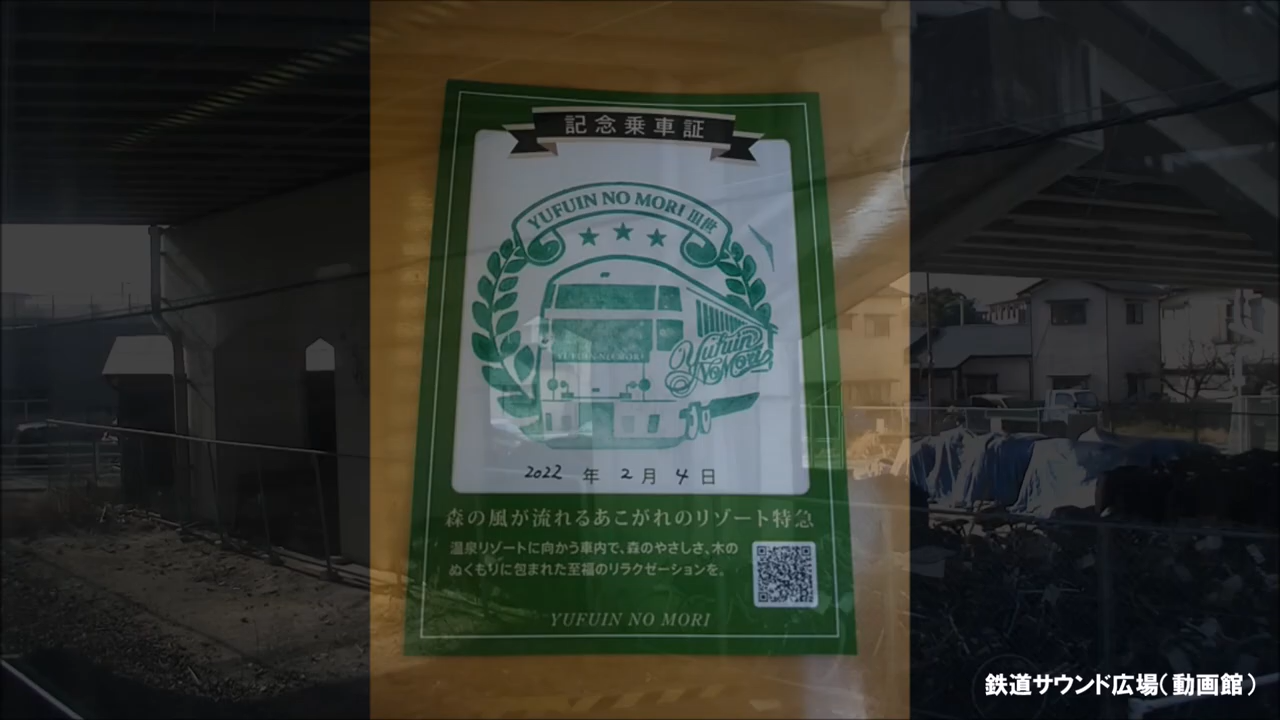 記念乗車証
YUFUIN NO MORI III世
YUFUIN NO MORI
Yufuin
No Mori
2022 年 2月 4日
森の風が流れるあこがれのリゾート特急
温泉リゾートに向かう車内で、森のやさしさ、木の
ぬくもりに包まれた至福のリラクゼーションを。
YUFUIN NO MORI
鉄道サウンド広場(動画館)